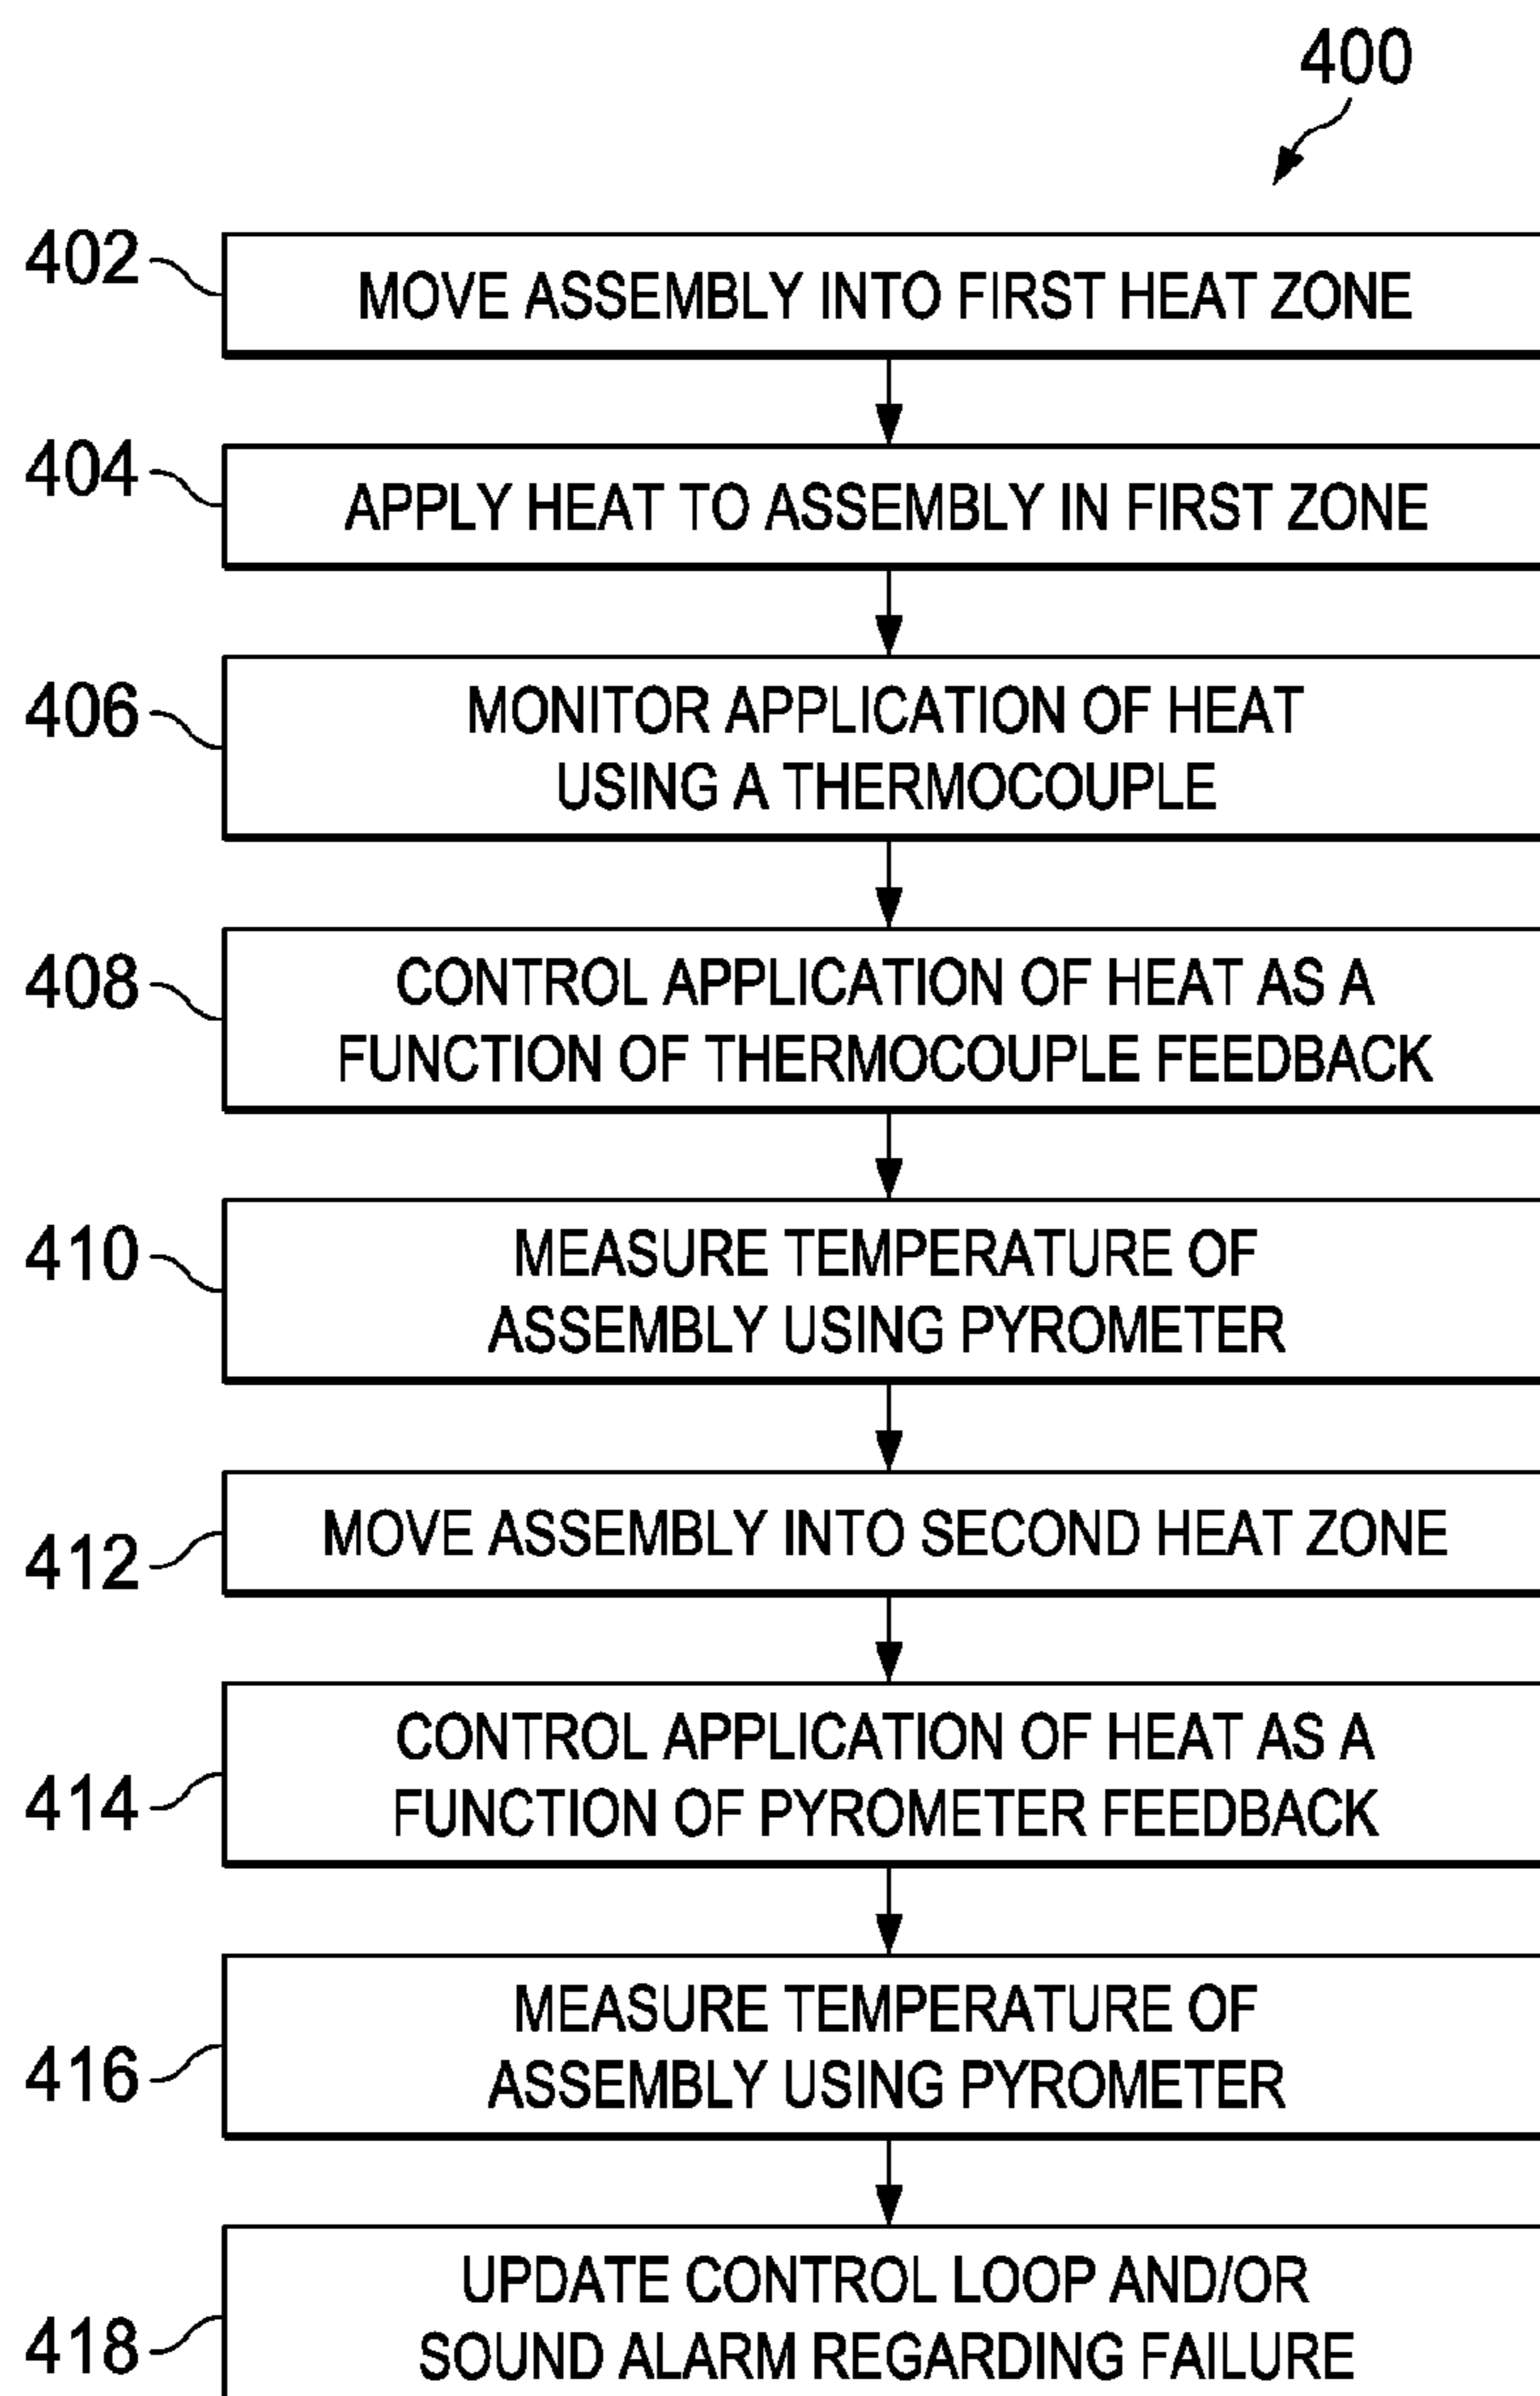 400
402
MOVE ASSEMBLY INTO FIRST HEAT ZONE
404
APPLY HEAT TO ASSEMBLY IN FIRST ZONE
406
MONITOR APPLICATION OF HEAT
USING A THERMOCOUPLE
408
CONTROL APPLICATION OF HEAT AS A
FUNCTION OF THERMOCOUPLE FEEDBACK
410
MEASURE TEMPERATURE OF
ASSEMBLY USING PYROMETER
412
MOVE ASSEMBLY INTO SECOND HEAT ZONE
414
CONTROL APPLICATION OF HEAT AS A
FUNCTION OF PYROMETER FEEDBACK
416
MEASURE TEMPERATURE OF
ASSEMBLY USING PYROMETER
418
UPDATE CONTROL LOOP AND/OR
SOUND ALARM REGARDING FAILURE